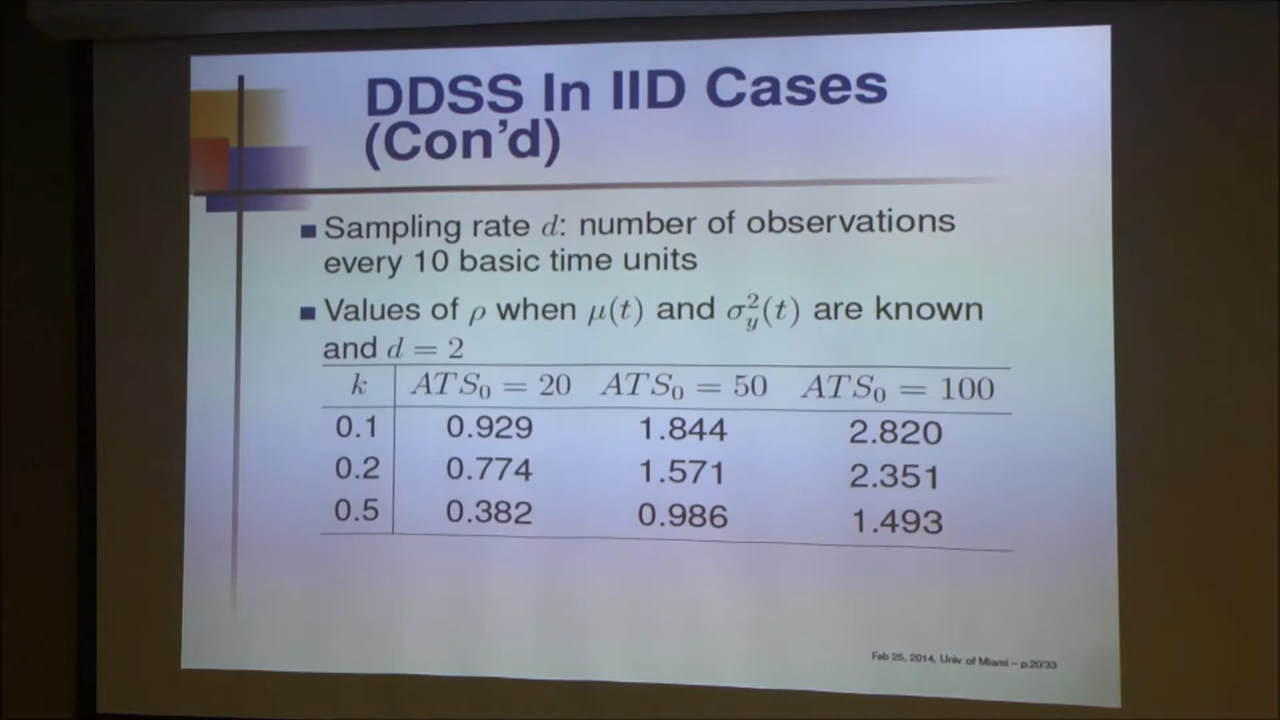 DDSS In IID Cases
(Con'd)
Sampling rate d: number of observations
every 10 basic time units
Values of ρ when μ(t) and σ²_y(t) are known
and d = 2
k ATS₀ = 20 ATS₀ = 50 ATS₀ = 100
0.1 0.929 1.844 2.820
0.2 0.774 1.571 2.351
0.5 0.382 0.986 1.493
Feb 25, 2014, Univ of Miami – p.20/33